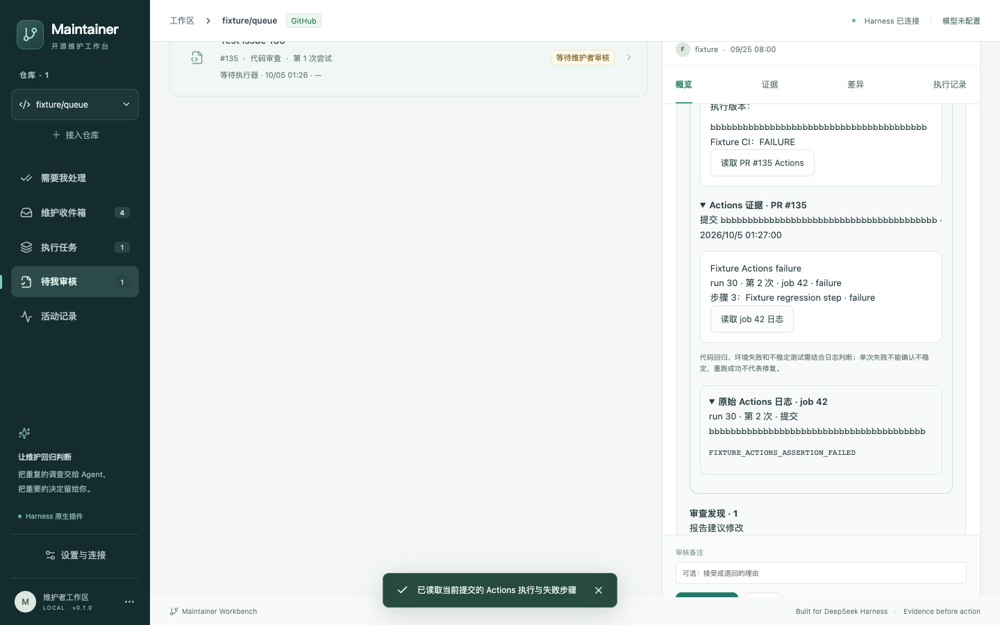 Maintainer
开源维护工作台
仓库 · 1
fixture/queue
接入仓库
需要我处理
维护收件箱 4
执行任务 1
待我审核 1
活动记录
让维护回归判断
把重复的调查交给 Agent,
把重要的决定留给你。
Harness 原生插件
设置与连接
M 维护者工作区
LOCAL · v0.1.0
工作区 fixture/queue GitHub
Harness 已连接 模型未配置
Test issue 135
#135 · 代码审查 · 第 1 次尝试
等待维护者审核
等待执行器 · 10/05 01:26 · —
F fixture · 09/25 08:00
概览 证据 差异 执行记录
执行版本：
bbbbbbbbbbbbbbbbbbbbbbbbbbbbbbbbbbbbbbbb
Fixture CI： FAILURE
读取 PR #135 Actions
Actions 证据 · PR #135
提交 bbbbbbbbbbbbbbbbbbbbbbbbbbbbbbbbbbbbbbbb ·
2026/10/5 01:27:00
Fixture Actions failure
run 30 · 第 2 次 · job 42 · failure
步骤 3： Fixture regression step · failure
读取 job 42 日志
代码回归、环境失败和不稳定测试需结合日志判断；单次失败不能确认不稳
定，重跑成功不代表修复。
原始 Actions 日志 · job 42
run 30 · 第 2 次 · 提交
bbbbbbbbbbbbbbbbbbbbbbbbbbbbbbbbbbbbbbbb
FIXTURE_ACTIONS_ASSERTION_FAILED
审查发现 · 1
报告建议修改
审核备注
可选：接受或退回的理由
已读取当前提交的 Actions 执行与失败步骤
Maintainer Workbench
Built for DeepSeek Harness · Evidence before action